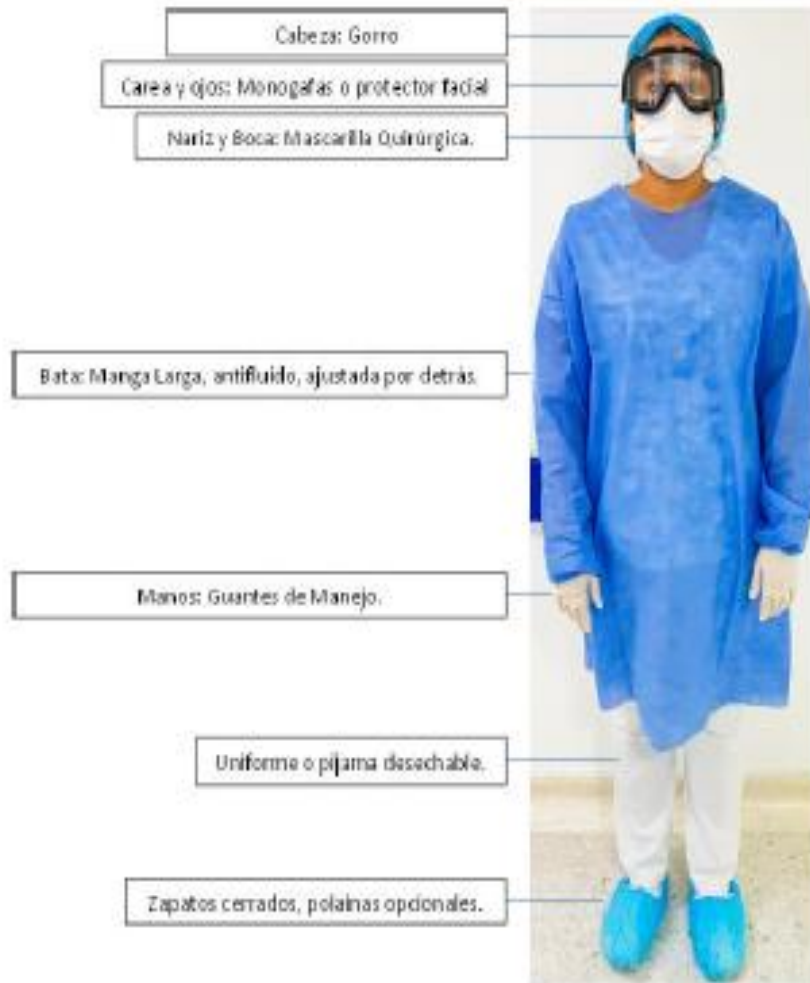 Cabeza: Gorro
Carea y ojos: Monogafas o protector facial
Nariz y Boca: Mascarilla Quirúrgica.
Bata: Manga Larga, antifluido, ajustada por detrás.
Manos: Guantes de Manejo.
Uniforme o pijama desechable.
Zapatos cerrados, polainas opcionales.